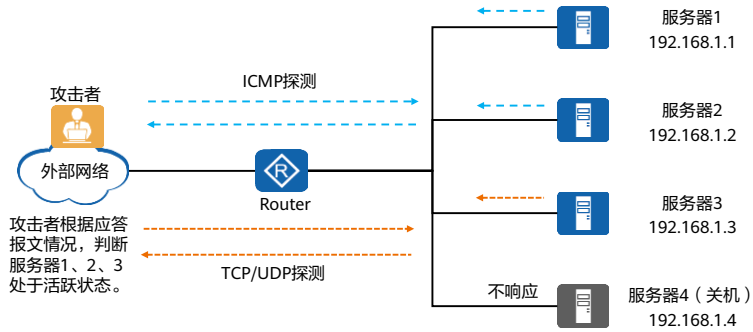 服务器1
192.168.1.1
ICMP探测
攻击者
服务器2
192.168.1.2
外部网络
R
Router
服务器3
192.168.1.3
攻击者根据应答
报文情况，判断
服务器1、2、3
处于活跃状态。
TCP/UDP探测
不响应
服务器4（关机）
192.168.1.4